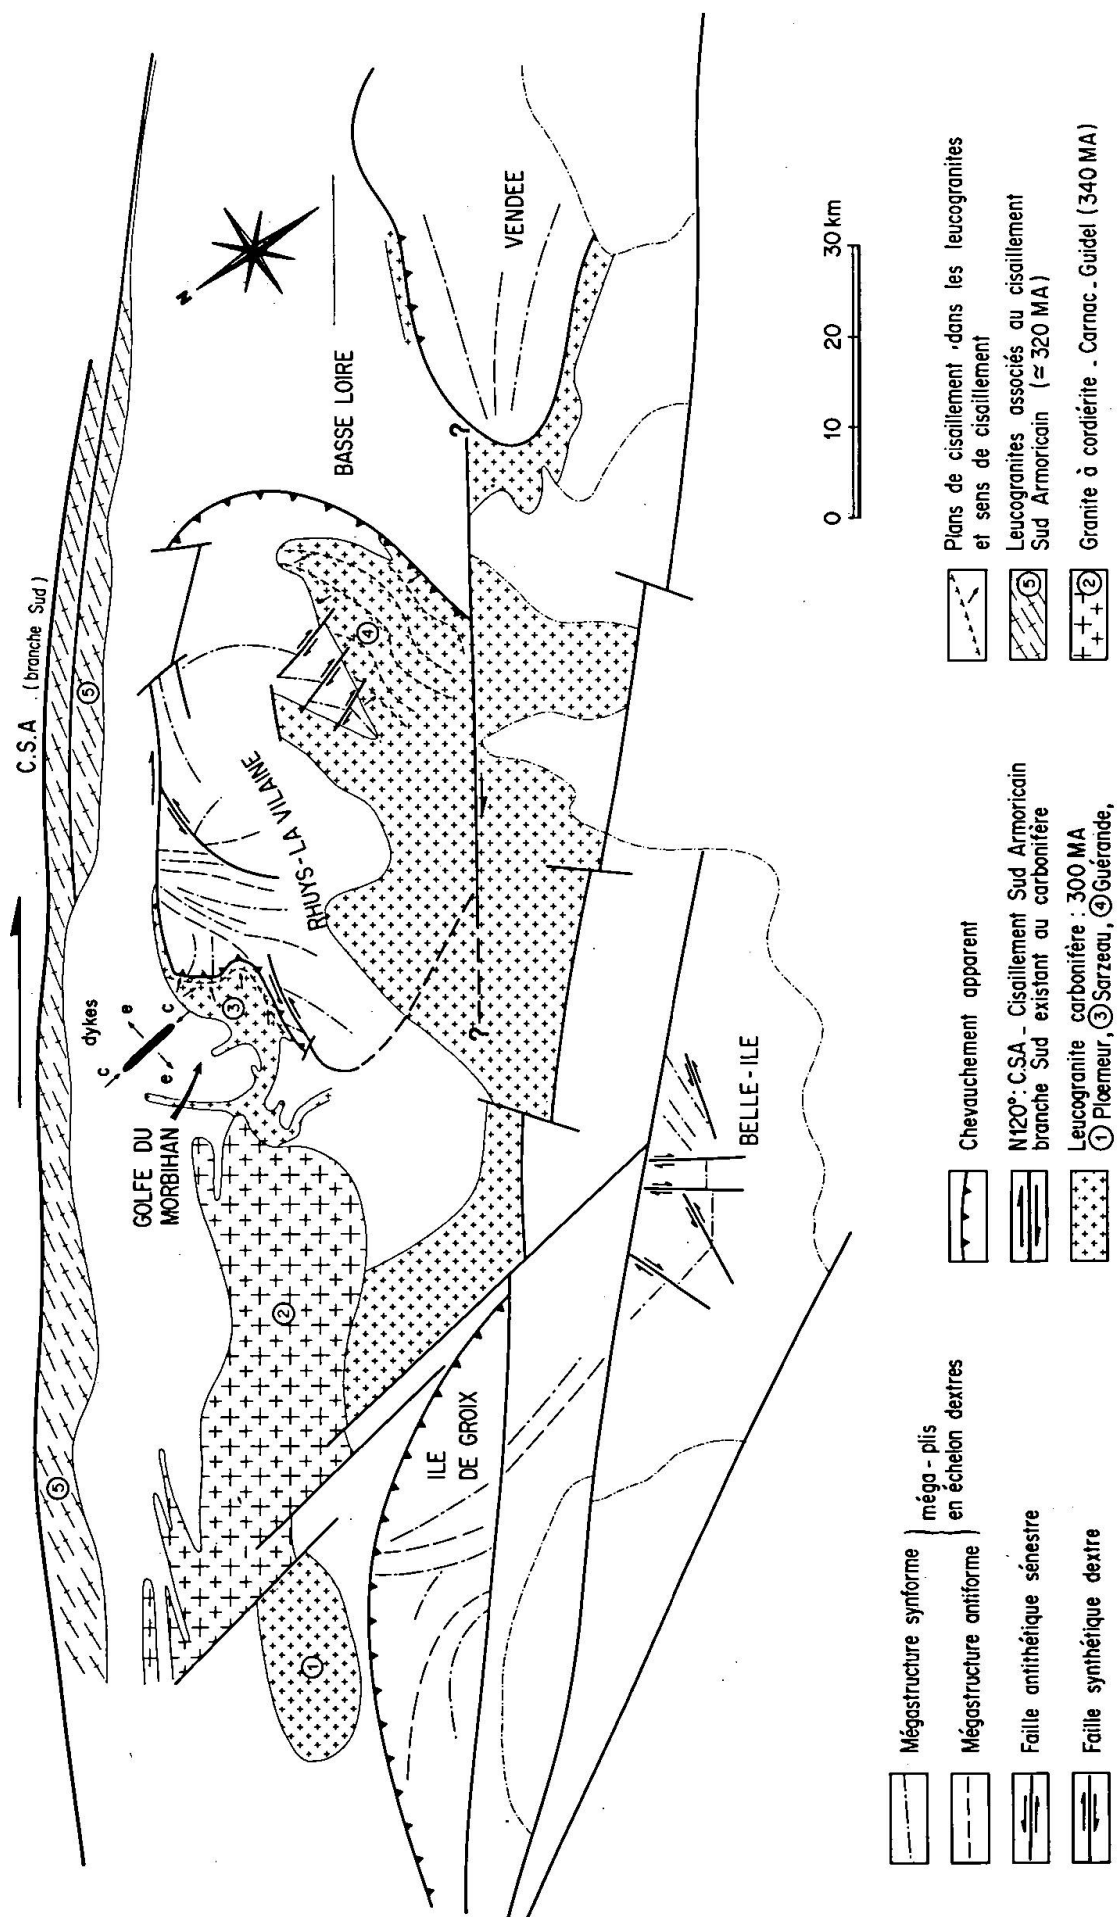 C.S.A. (branche Sud)
5
5
5
dykes
c
e
e
c
GOLFE DU
MORBIHAN
3
2
1
4
N
RHUYS-LA VILAINE
BASSE LOIRE
VENDEE
?
?
ILE
DE GROIX
BELLE-ILE
0 10 20 30 km
Mégastructure synforme
Mégastructure antiforme
méga-plis
en échelon dextres
Faille antithétique sénestre
Faille synthétique dextre
Chevauchement apparent
N120°: C.S.A - Cisaillement Sud Armoricain
branche Sud existant au carbonifère
Leucogranite carbonifère : 300 MA
① Plœmeur, ③ Sarzeau, ④ Guérande,
Plans de cisaillement dans les leucogranites
et sens de cisaillement
5
Leucogranites associés au cisaillement
Sud Armoricain (≃ 320 MA)
2
Granite à cordiérite - Carnac - Guidel (340 MA)